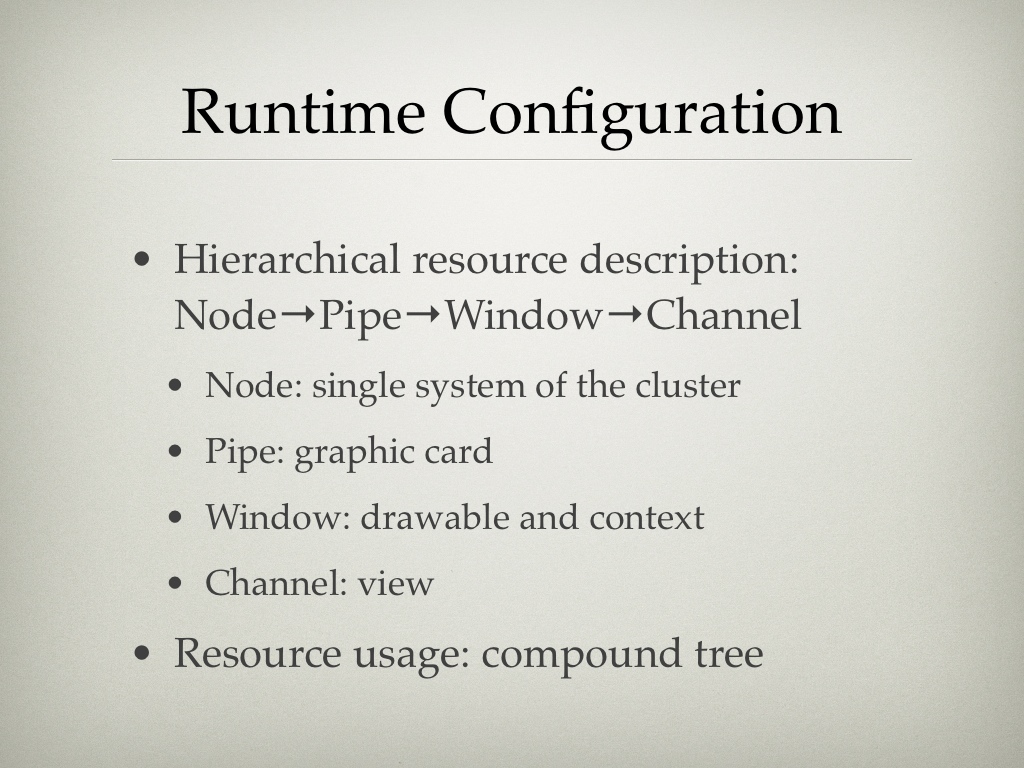 Runtime Configuration
• Hierarchical resource description:
Node➞Pipe➞Window➞Channel
• Node: single system of the cluster
• Pipe: graphic card
• Window: drawable and context
• Channel: view
• Resource usage: compound tree